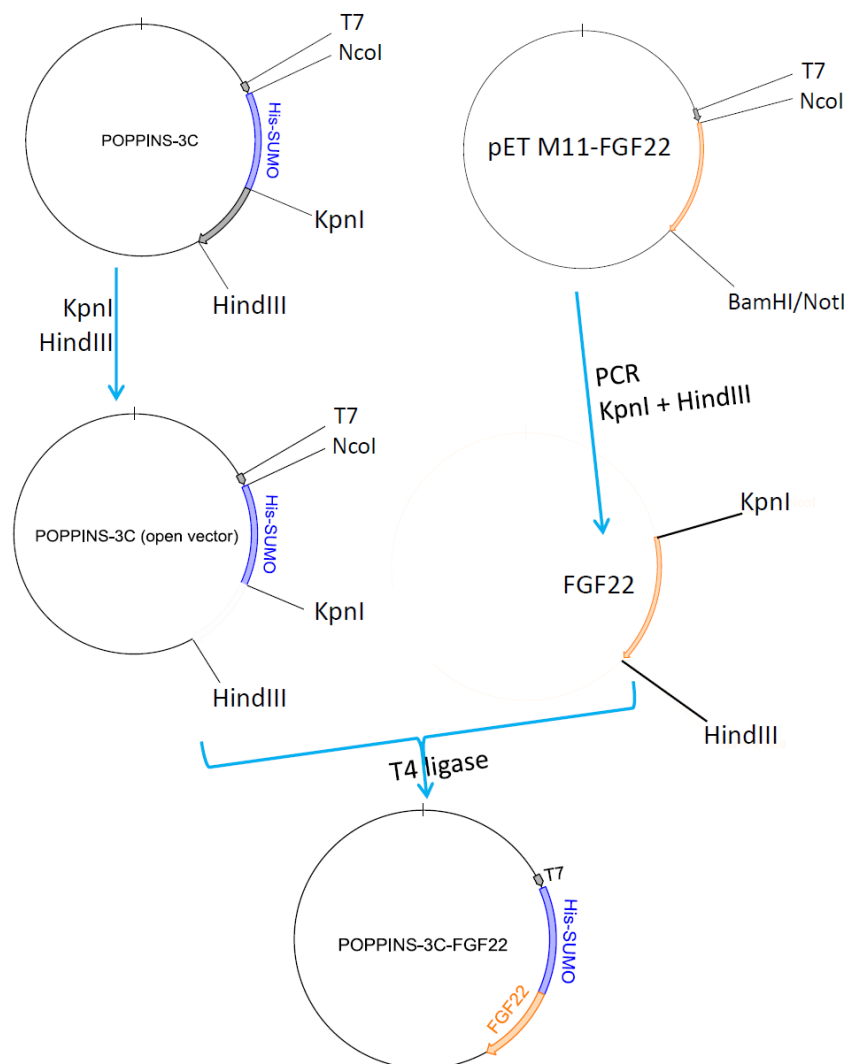 T7
NcoI
His-SUMO
POPPINS-3C
KpnI
HindIII
T7
NcoI
pET M11-FGF22
BamHI/NotI
KpnI
HindIII
PCR
KpnI + HindIII
T7
NcoI
His-SUMO
POPPINS-3C (open vector)
KpnI
HindIII
KpnI
FGF22
HindIII
T4 ligase
T7
His-SUMO
POPPINS-3C-FGF22
FGF22